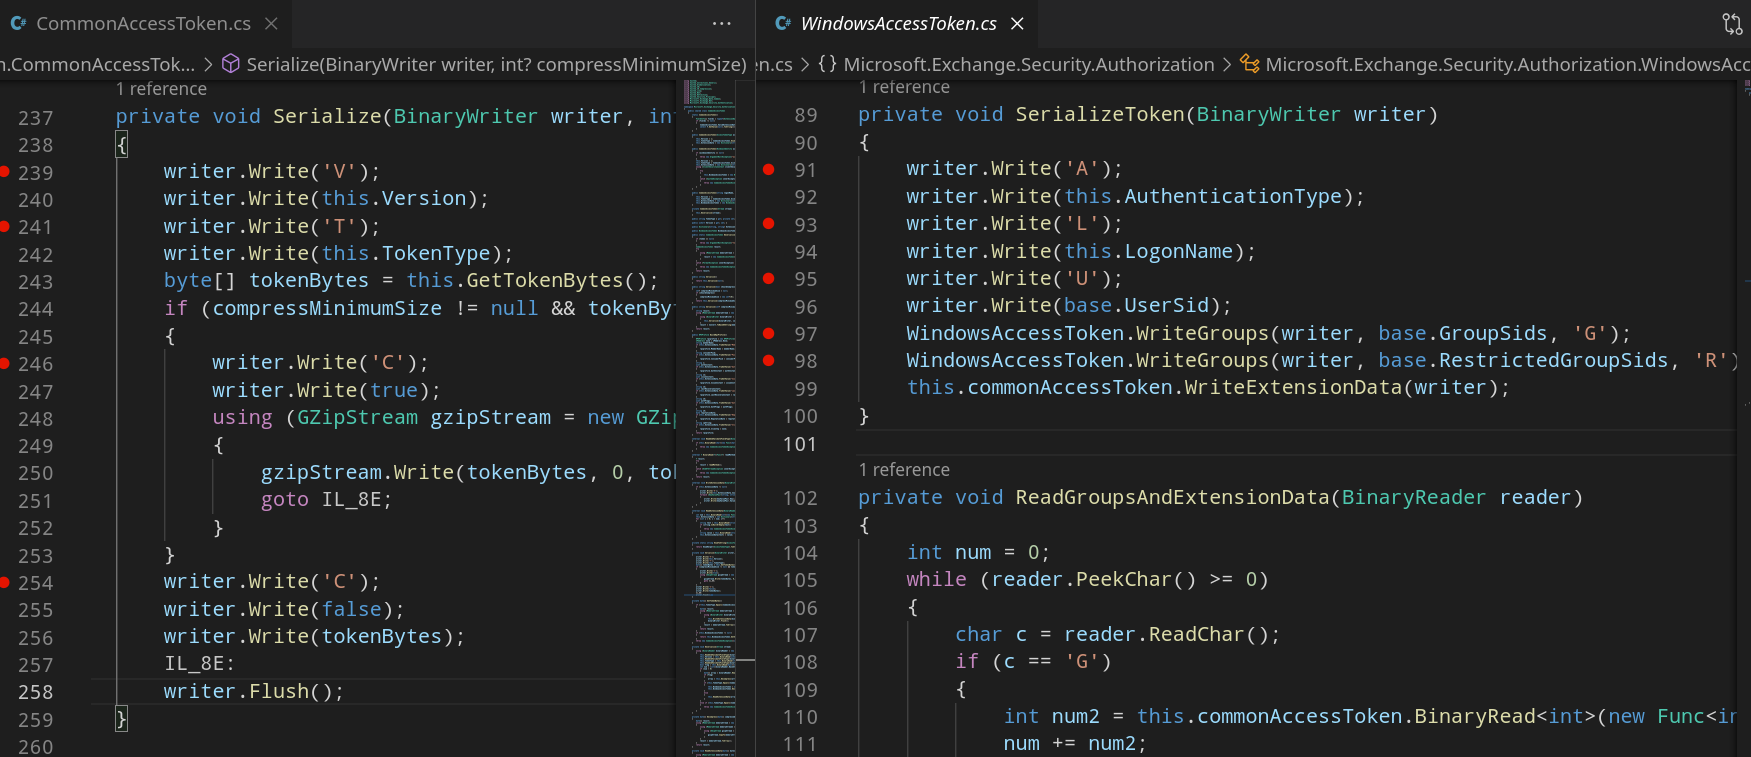 CommonAccessToken.cs
n.CommonAccessTok... > Serialize(BinaryWriter writer, int? compressMinimumSize)
1 reference
237 private void Serialize(BinaryWriter writer, in
238 {
239 writer.Write('V');
240 writer.Write(this.Version);
241 writer.Write('T');
242 writer.Write(this.TokenType);
243 byte[] tokenBytes = this.GetTokenBytes();
244 if (compressMinimumSize != null && tokenBy
245 {
246 writer.Write('C');
247 writer.Write(true);
248 using (GZipStream gzipStream = new GZip
249 {
250 gzipStream.Write(tokenBytes, 0, tok
251 goto IL_8E;
252 }
253 }
254 writer.Write('C');
255 writer.Write(false);
256 writer.Write(tokenBytes);
257 IL_8E:
258 writer.Flush();
259 }
260
WindowsAccessToken.cs
en.cs > {} Microsoft.Exchange.Security.Authorization > Microsoft.Exchange.Security.Authorization.WindowsAcc
1 reference
89 private void SerializeToken(BinaryWriter writer)
90 {
91 writer.Write('A');
92 writer.Write(this.AuthenticationType);
93 writer.Write('L');
94 writer.Write(this.LogonName);
95 writer.Write('U');
96 writer.Write(base.UserSid);
97 WindowsAccessToken.WriteGroups(writer, base.GroupSids, 'G');
98 WindowsAccessToken.WriteGroups(writer, base.RestrictedGroupSids, 'R')
99 this.commonAccessToken.WriteExtensionData(writer);
100 }
101
1 reference
102 private void ReadGroupsAndExtensionData(BinaryReader reader)
103 {
104 int num = 0;
105 while (reader.PeekChar() >= 0)
106 {
107 char c = reader.ReadChar();
108 if (c == 'G')
109 {
110 int num2 = this.commonAccessToken.BinaryRead<int>(new Func<in
111 num += num2;